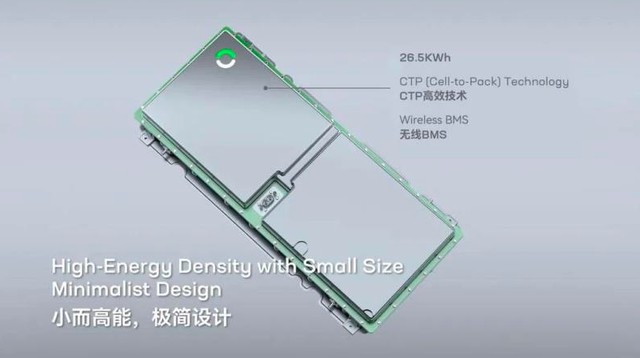 26.5KWh
CTP (Cell-to-Pack) Technology
CTP高效技术
Wireless BMS
无线BMS
High-Energy Density with Small Size
Minimalist Design
小而高能，极简设计